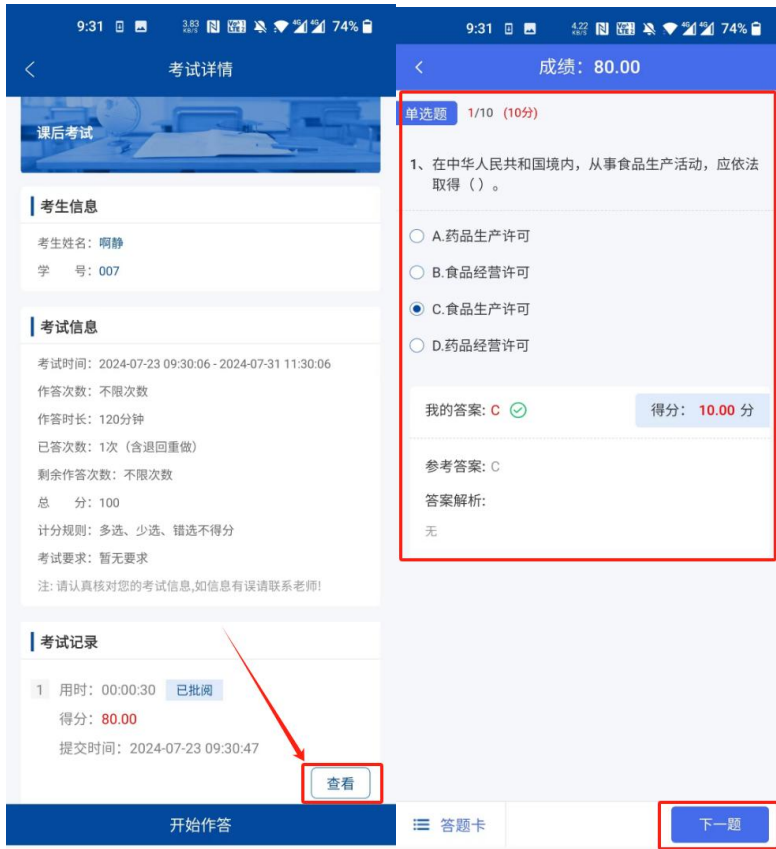 9:31 3.83 KB/S 74%
考试详情
课后考试
考生信息
考生姓名：啊静
学 号：007
考试信息
考试时间：2024-07-23 09:30:06 - 2024-07-31 11:30:06
作答次数：不限次数
作答时长：120分钟
已答次数：1次（含退回重做）
剩余作答次数：不限次数
总 分：100
计分规则：多选、少选、错选不得分
考试要求：暂无要求
注: 请认真核对您的考试信息,如信息有误请联系老师!
考试记录
1 用时：00:00:30 已批阅
得分：80.00
提交时间：2024-07-23 09:30:47
查看
开始作答
9:31 4.22 KB/S 74%
成绩：80.00
单选题 1/10 (10分)
1、在中华人民共和国境内，从事食品生产活动，应依法
取得（ ）。
A.药品生产许可
B.食品经营许可
C.食品生产许可
D.药品经营许可
我的答案: C 得分： 10.00 分
参考答案: C
答案解析:
无
答题卡 下一题